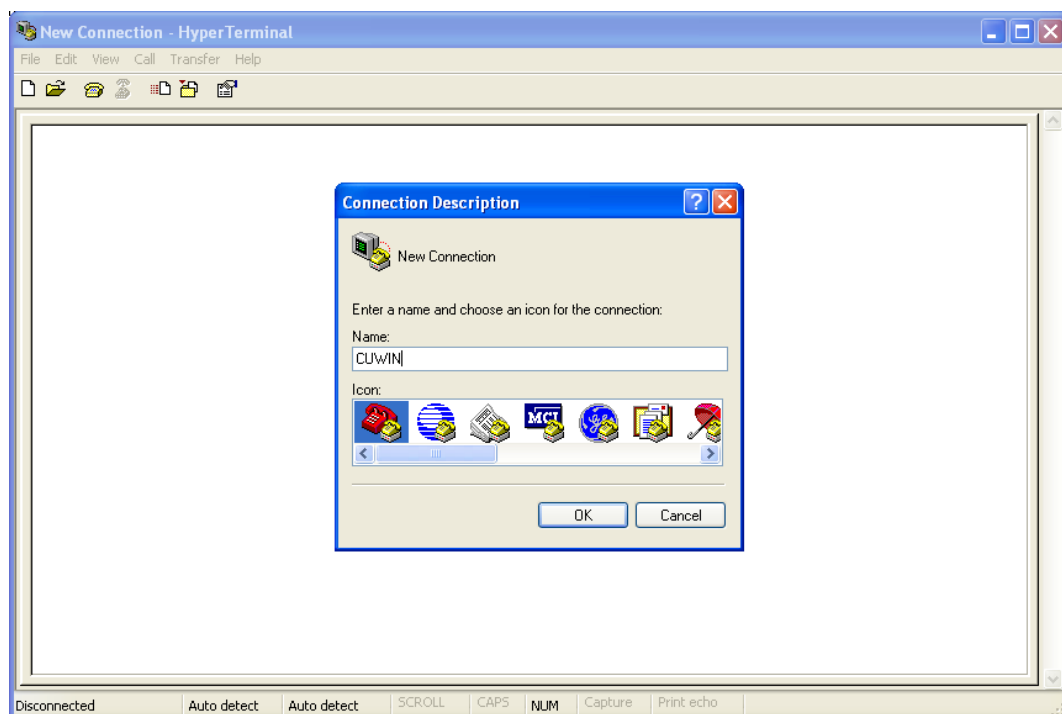 New Connection - HyperTerminal
File Edit View Call Transfer Help
Connection Description
New Connection
Enter a name and choose an icon for the connection:
Name:
CUWIN
Icon:
MCI
OK Cancel
Disconnected Auto detect Auto detect SCROLL CAPS NUM Capture Print echo